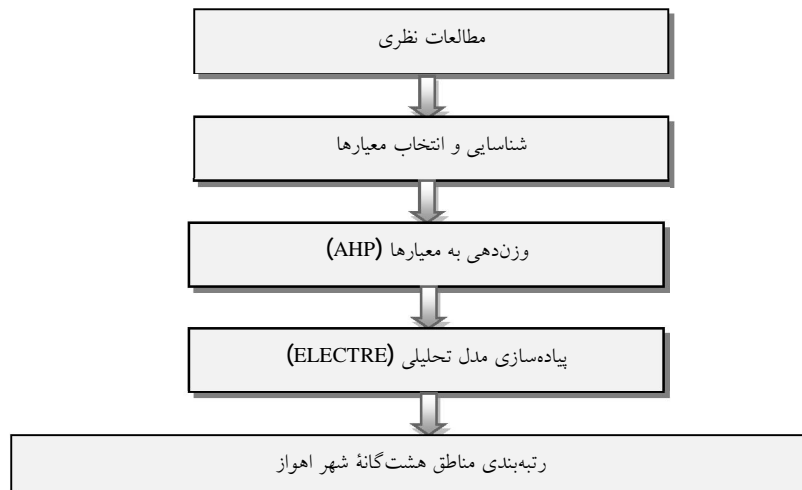 مطالعات نظری
شناسایی و انتخاب معیارها
وزن‌دهی به معیارها (AHP)
پیاده‌سازی مدل تحلیلی (ELECTRE)
رتبه‌بندی مناطق هشت‌گانۀ شهر اهواز